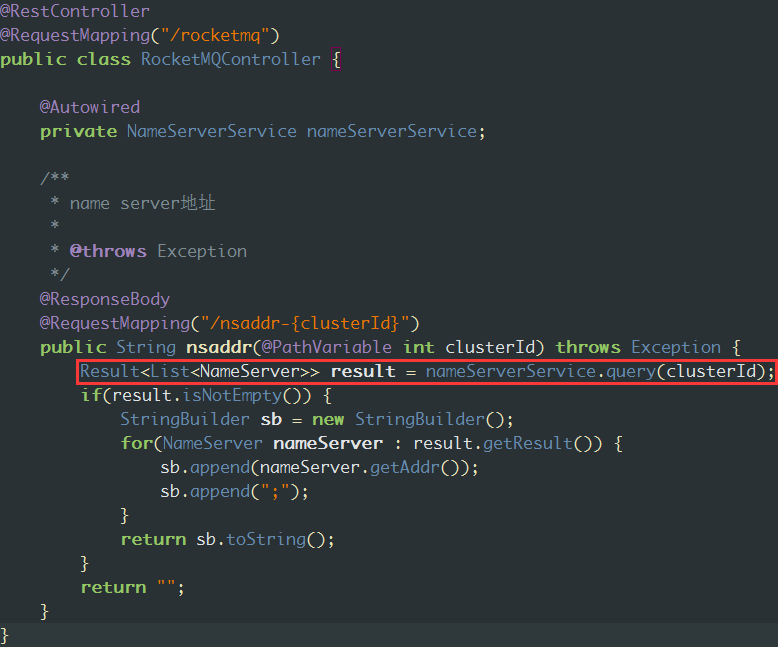 @RestController
@RequestMapping("/rocketmq")
public class RocketMQController {
@Autowired
private NameServerService nameServerService;
/**
* name server地址
*
* @throws Exception
*/
@ResponseBody
@RequestMapping("/nsaddr-{clusterId}")
public String nsaddr(@PathVariable int clusterId) throws Exception {
Result<List<NameServer>> result = nameServerService.query(clusterId);
if(result.isNotEmpty()) {
StringBuilder sb = new StringBuilder();
for(NameServer nameServer : result.getResult()) {
sb.append(nameServer.getAddr());
sb.append(";");
}
return sb.toString();
}
return "";
}
}